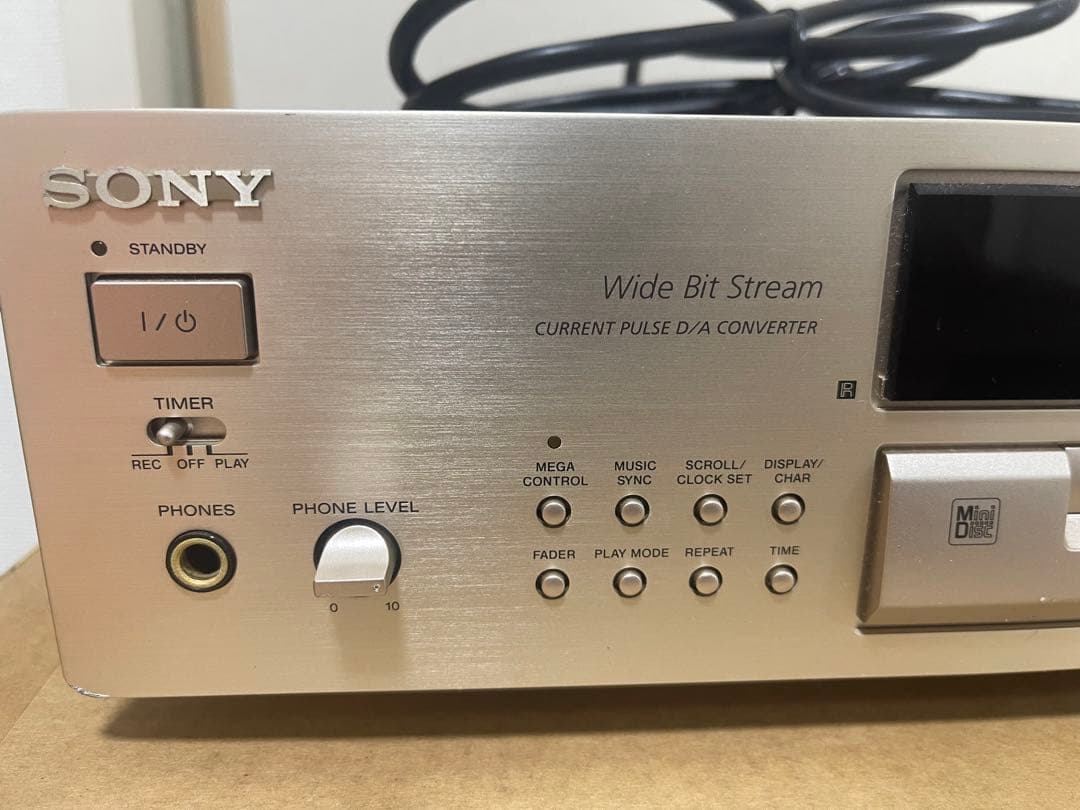 SONY
STANDBY
I/⏻
Wide Bit Stream
CURRENT PULSE D/A CONVERTER
R
TIMER
REC OFF PLAY
PHONES
PHONE LEVEL
0 10
MEGA CONTROL
MUSIC SYNC
SCROLL/ CLOCK SET
DISPLAY/ CHAR
FADER
PLAY MODE
REPEAT
TIME
Mini
Disc